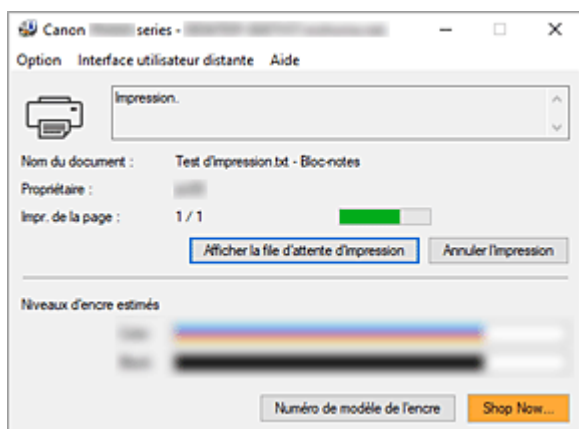 Canon series -
Option Interface utilisateur distante Aide
Impression.
Nom du document : Test d'impression.txt - Bloc-notes
Propriétaire :
Impr. de la page : 1 / 1
Afficher la file d'attente d'impression Annuler l'impression
Niveaux d'encre estimés
Numéro de modèle de l'encre Shop Now...